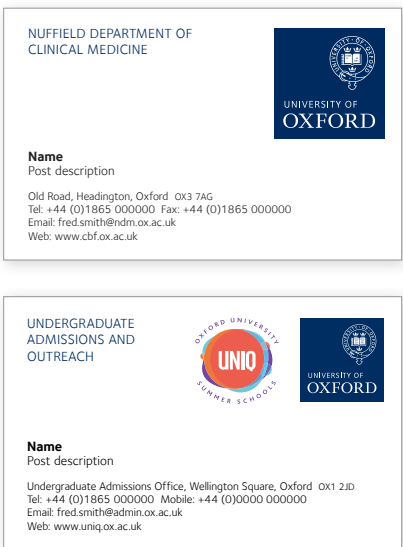 NUFFIELD DEPARTMENT OF
CLINICAL MEDICINE
UNIVERSITY OF
OXFORD
Name
Post description
Old Road, Headington, Oxford OX3 7AG
Tel: +44 (0)1865 000000 Fax: +44 (0)1865 000000
Email: fred.smith@ndm.ox.ac.uk
Web: www.cbf.ox.ac.uk
UNDERGRADUATE
ADMISSIONS AND
OUTREACH
OXFORD UNIVERSITY
UNIQ
SUMMER SCHOOLS
UNIVERSITY OF
OXFORD
Name
Post description
Undergraduate Admissions Office, Wellington Square, Oxford OX1 2JD
Tel: +44 (0)1865 000000 Mobile: +44 (0)0000 000000
Email: fred.smith@admin.ox.ac.uk
Web: www.uniq.ox.ac.uk